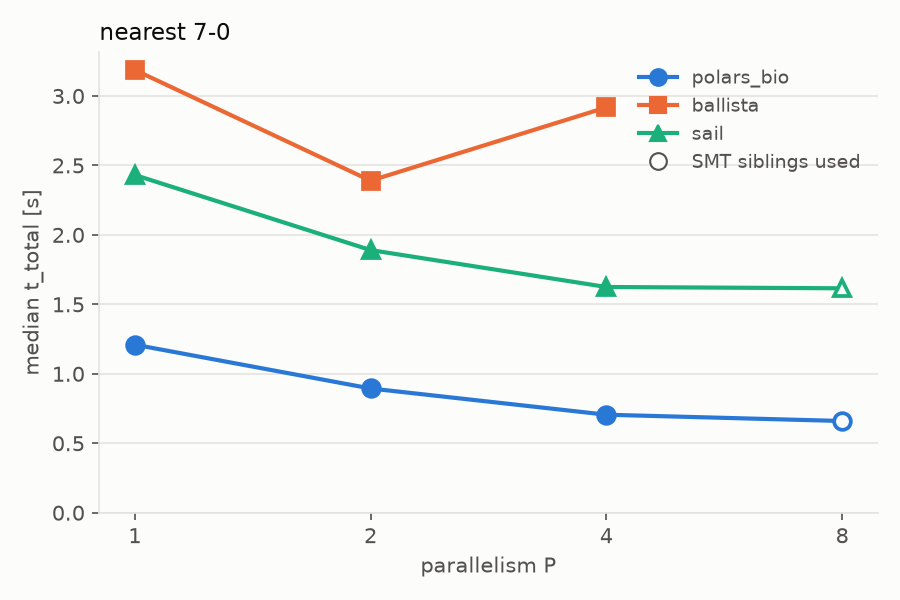 nearest 7-0
polars_bio
ballista
sail
SMT siblings used
median t_total [s]
3.0
2.5
2.0
1.5
1.0
0.5
0.0
1 2 4 8
parallelism P